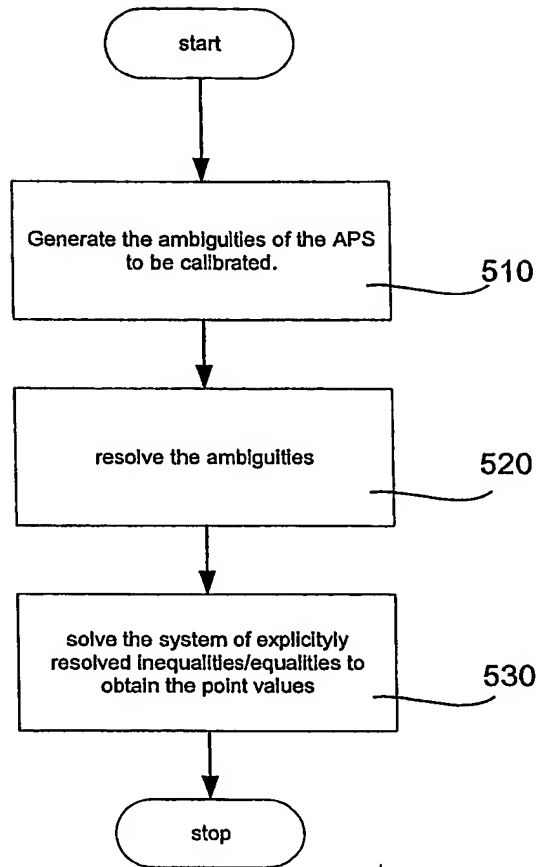 start
Generate the ambiguities of the APS
to be calibrated.
510
resolve the ambiguities
520
solve the system of explicityly
resolved inequalities/equalities to
obtain the point values
530
stop